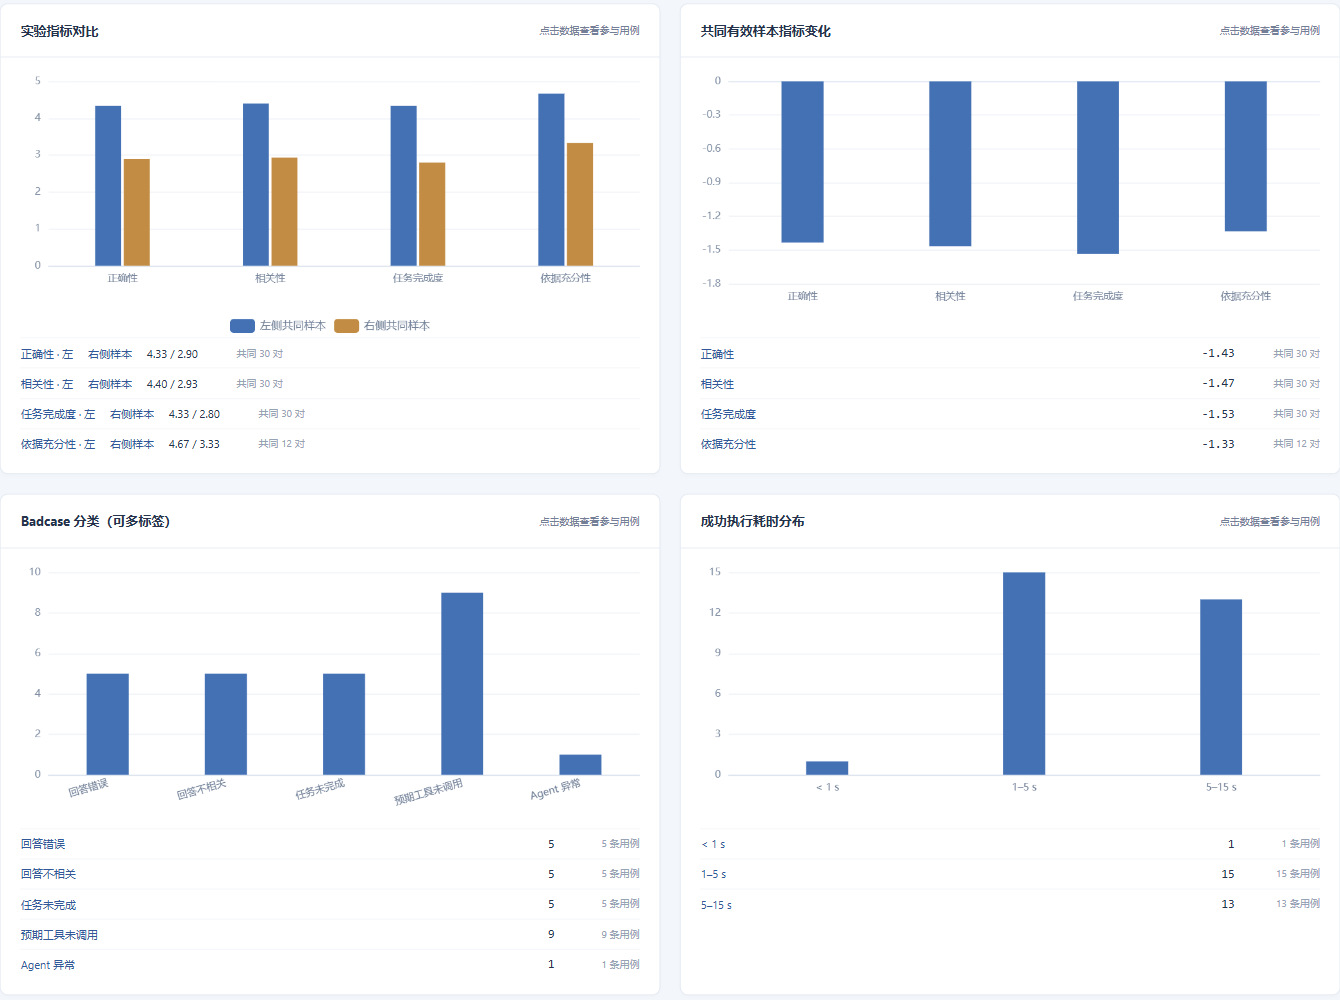 实验指标对比 点击数据查看参与用例
5
4
3
2
1
0
正确性 相关性 任务完成度 依据充分性
左侧共同样本 右侧共同样本
正确性 · 左 右侧样本 4.33 / 2.90 共同 30 对
相关性 · 左 右侧样本 4.40 / 2.93 共同 30 对
任务完成度 · 左 右侧样本 4.33 / 2.80 共同 30 对
依据充分性 · 左 右侧样本 4.67 / 3.33 共同 12 对
共同有效样本指标变化 点击数据查看参与用例
0
-0.3
-0.6
-0.9
-1.2
-1.5
-1.8
正确性 相关性 任务完成度 依据充分性
正确性 -1.43 共同 30 对
相关性 -1.47 共同 30 对
任务完成度 -1.53 共同 30 对
依据充分性 -1.33 共同 12 对
Badcase 分类（可多标签） 点击数据查看参与用例
10
8
6
4
2
0
回答错误 回答不相关 任务未完成 预期工具未调用 Agent 异常
回答错误 5 5 条用例
回答不相关 5 5 条用例
任务未完成 5 5 条用例
预期工具未调用 9 9 条用例
Agent 异常 1 1 条用例
成功执行耗时分布 点击数据查看参与用例
15
12
9
6
3
0
< 1 s 1–5 s 5–15 s
< 1 s 1 1 条用例
1–5 s 15 15 条用例
5–15 s 13 13 条用例